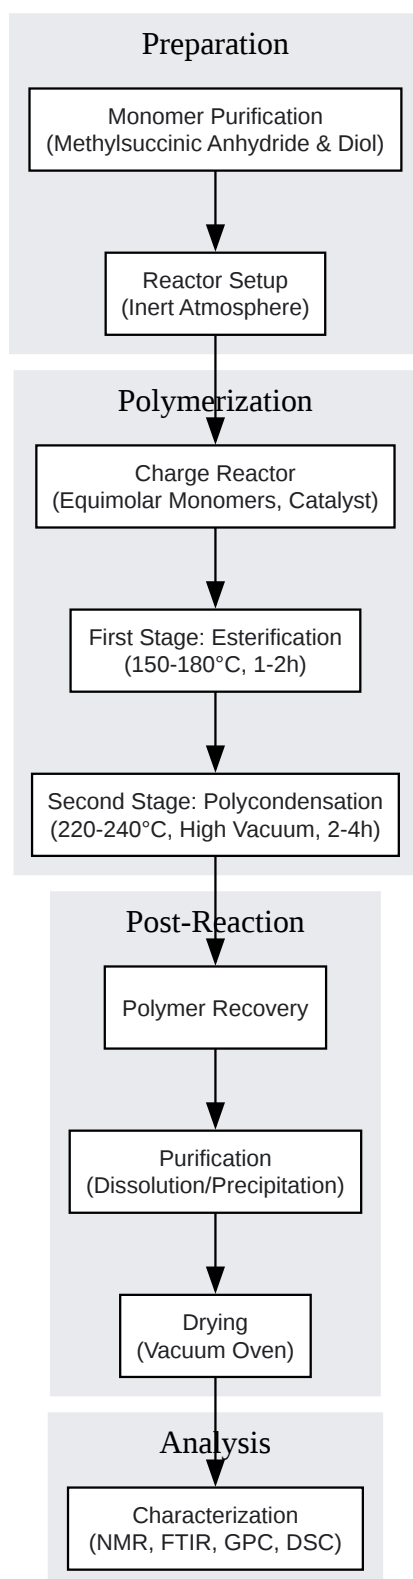 Preparation
Monomer Purification
(Methylsuccinic Anhydride & Diol)
Reactor Setup
(Inert Atmosphere)
Polymerization
Charge Reactor
(Equimolar Monomers, Catalyst)
First Stage: Esterification
(150-180°C, 1-2h)
Second Stage: Polycondensation
(220-240°C, High Vacuum, 2-4h)
Post-Reaction
Polymer Recovery
Purification
(Dissolution/Precipitation)
Drying
(Vacuum Oven)
Analysis
Characterization
(NMR, FTIR, GPC, DSC)